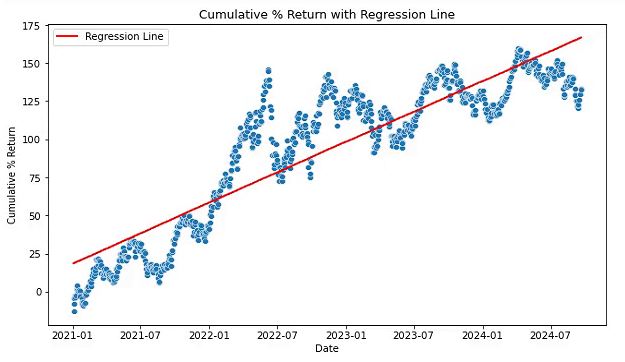 Cumulative % Return with Regression Line
Regression Line
Cumulative % Return
175
150
125
100
75
50
25
0
2021-01 2021-07 2022-01 2022-07 2023-01 2023-07 2024-01 2024-07
Date